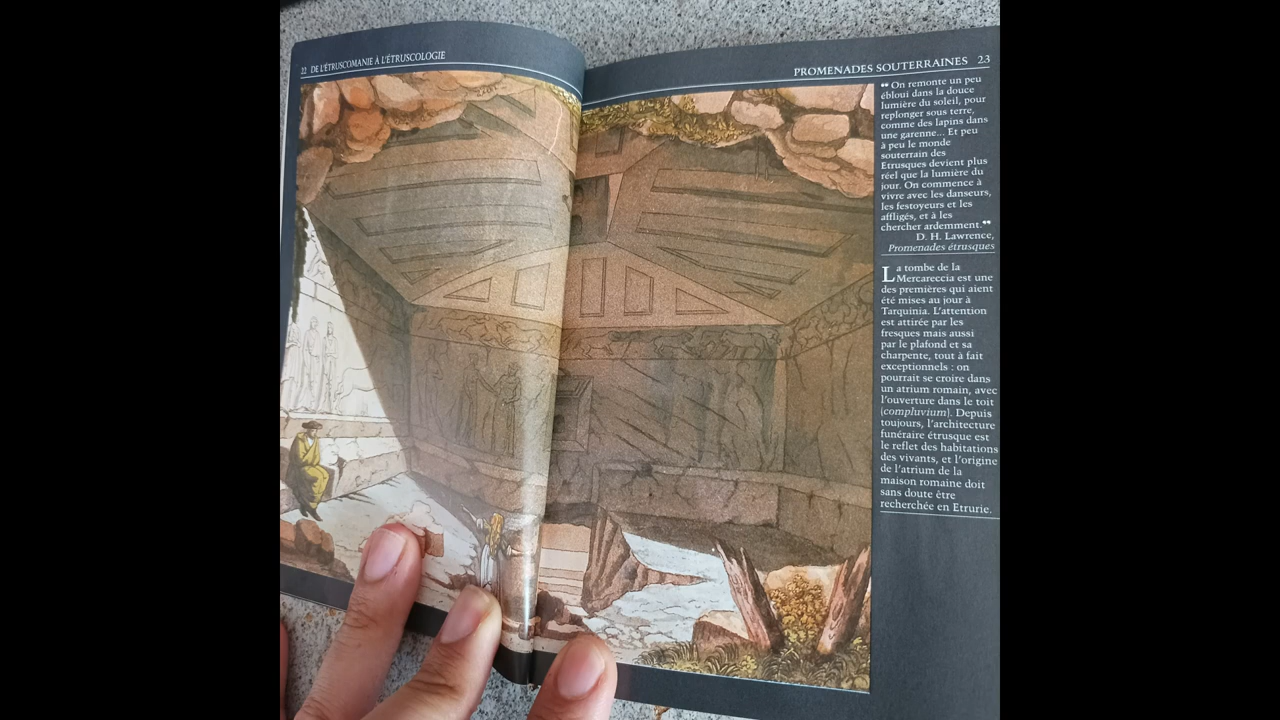 22 DE L'ÉTRUSCOMANIE À L'ÉTRUSCOLOGIE
PROMENADES SOUTERRAINES 23
“ On remonte un peu
ébloui dans la douce
lumière du soleil, pour
replonger sous terre,
comme des lapins dans
une garenne... Et peu
à peu le monde
souterrain des
Etrusques devient plus
réel que la lumière du
jour. On commence à
vivre avec les danseurs,
les festoyeurs et les
affligés, et à les
chercher ardemment.”
D. H. Lawrence,
Promenades étrusques
La tombe de la
Mercareccia est une
des premières qui aient
été mises au jour à
Tarquinia. L'attention
est attirée par les
fresques mais aussi
par le plafond et sa
charpente, tout à fait
exceptionnels : on
pourrait se croire dans
un atrium romain, avec
l'ouverture dans le toit
(compluvium). Depuis
toujours, l'architecture
funéraire étrusque est
le reflet des habitations
des vivants, et l'origine
de l'atrium de la
maison romaine doit
sans doute être
recherchée en Etrurie.